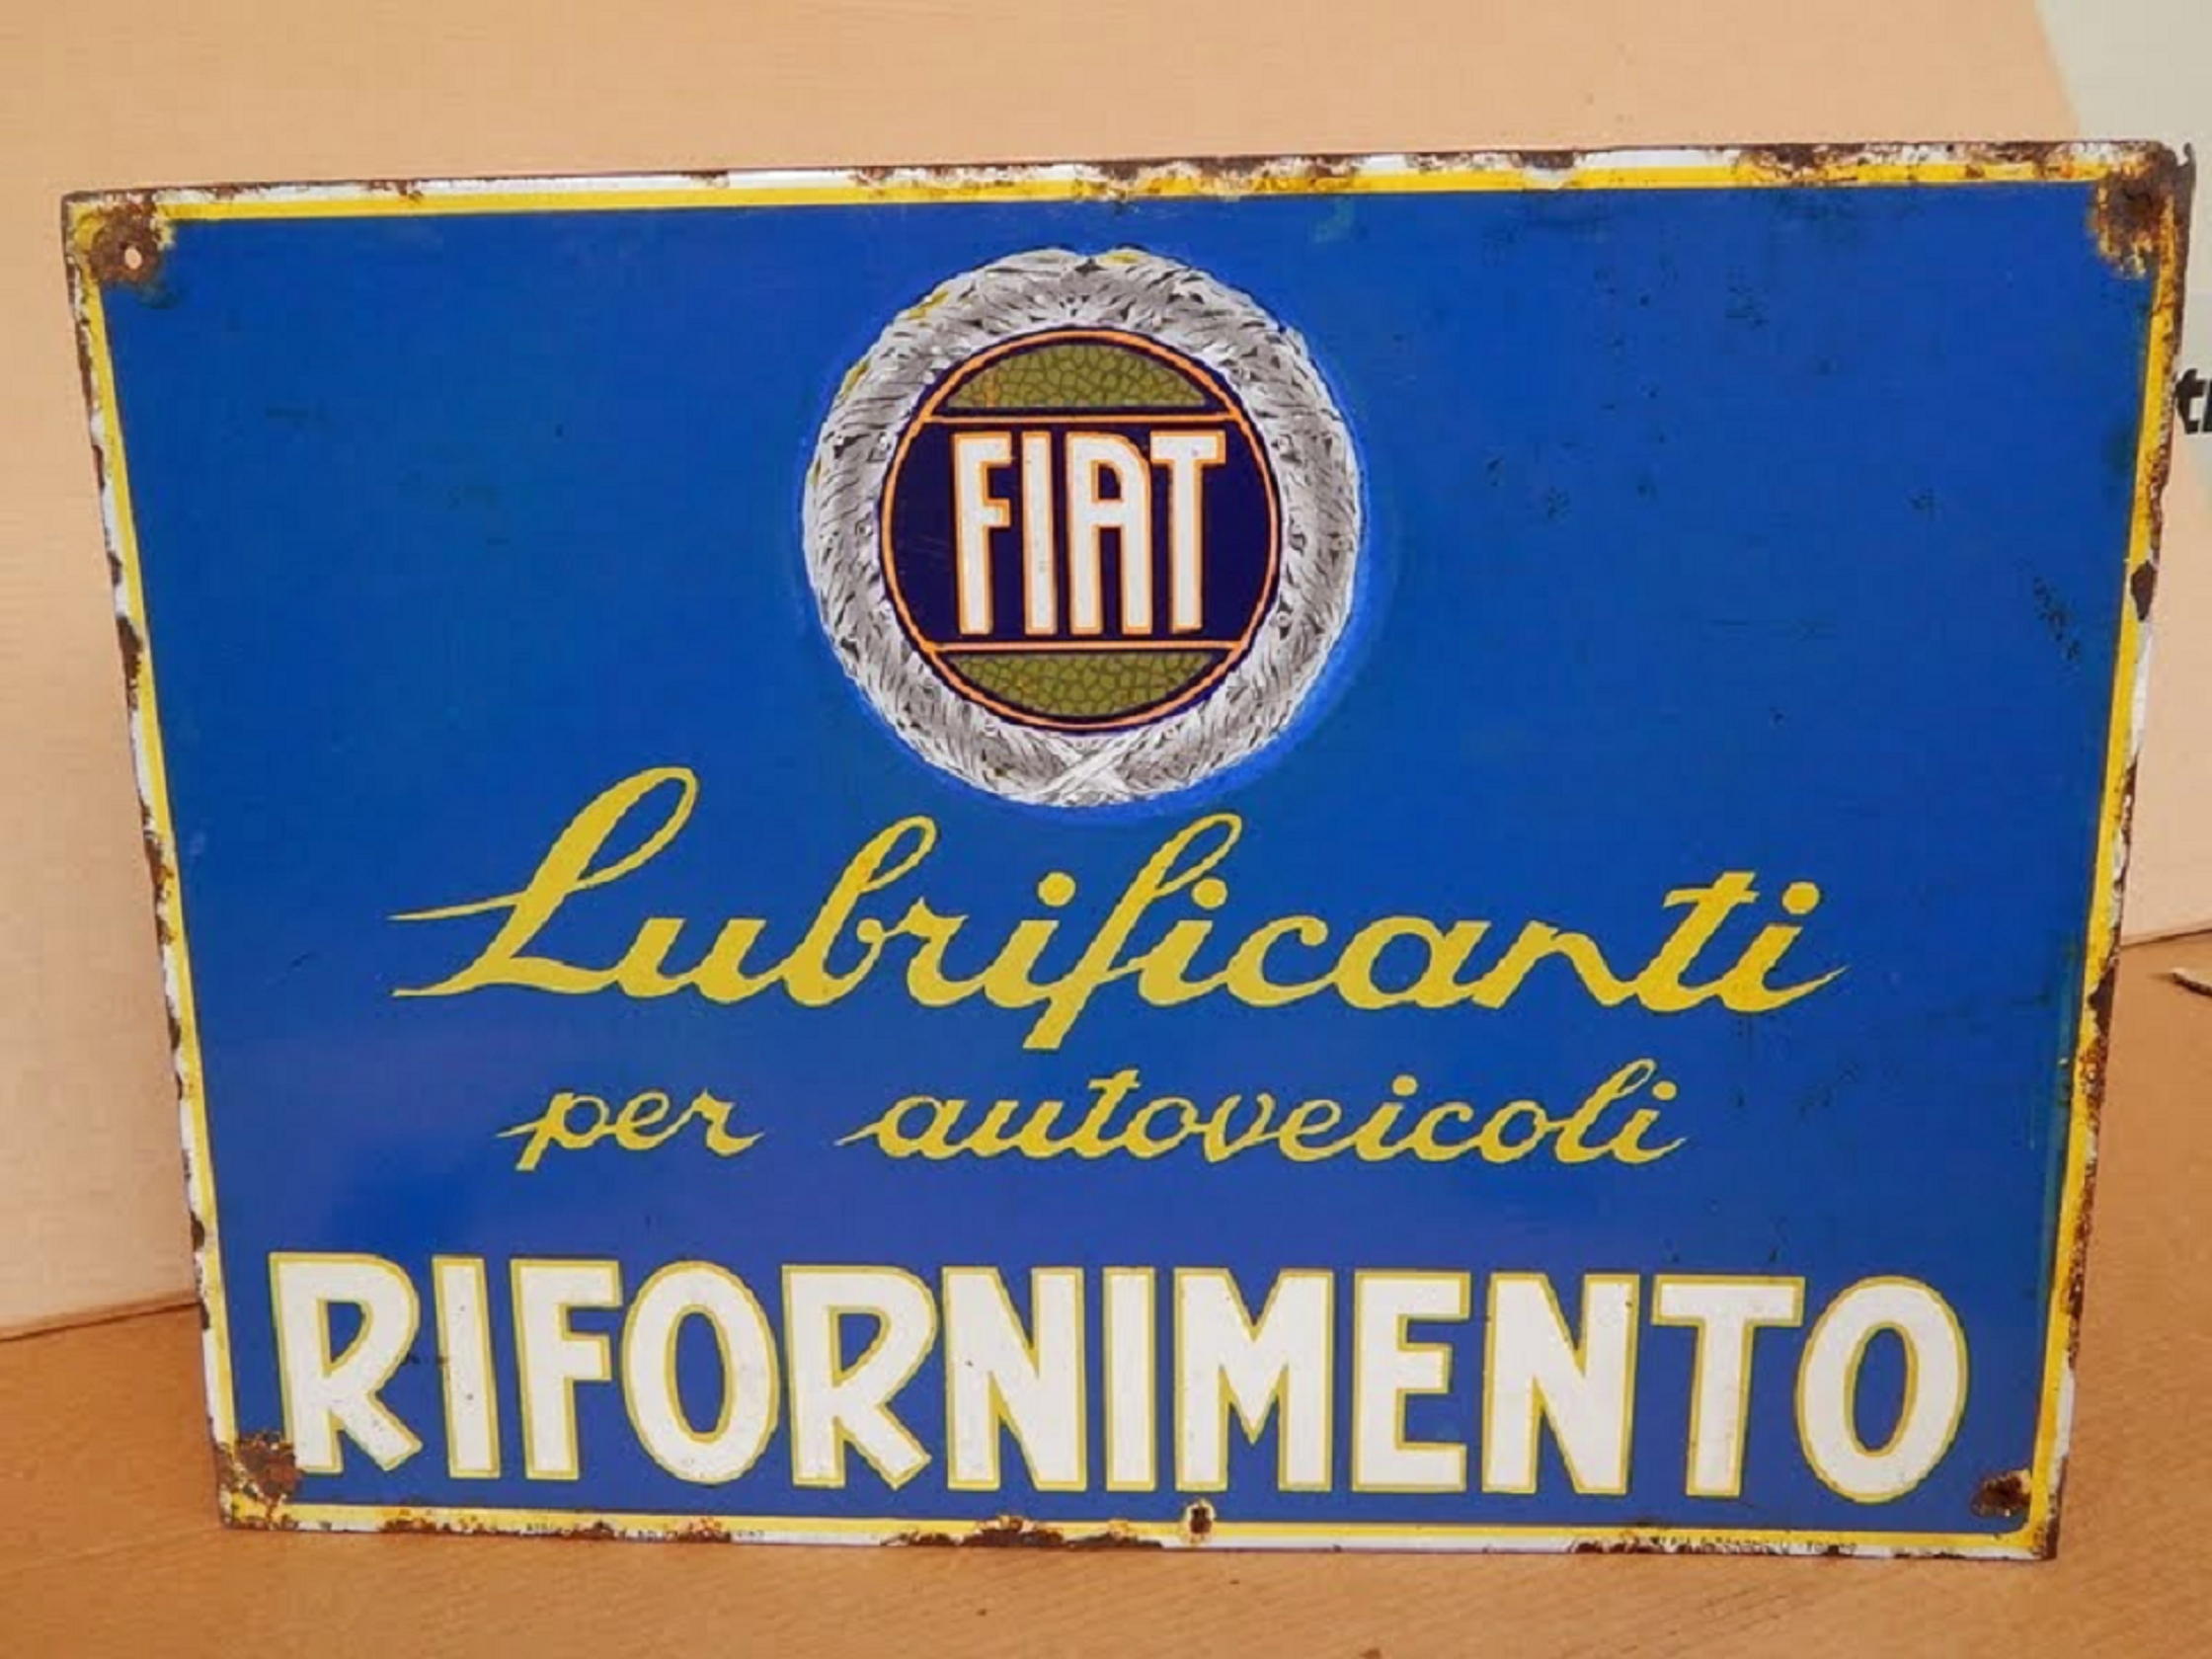 FIAT
Lubrificanti
per autoveicoli
RIFORNIMENTO